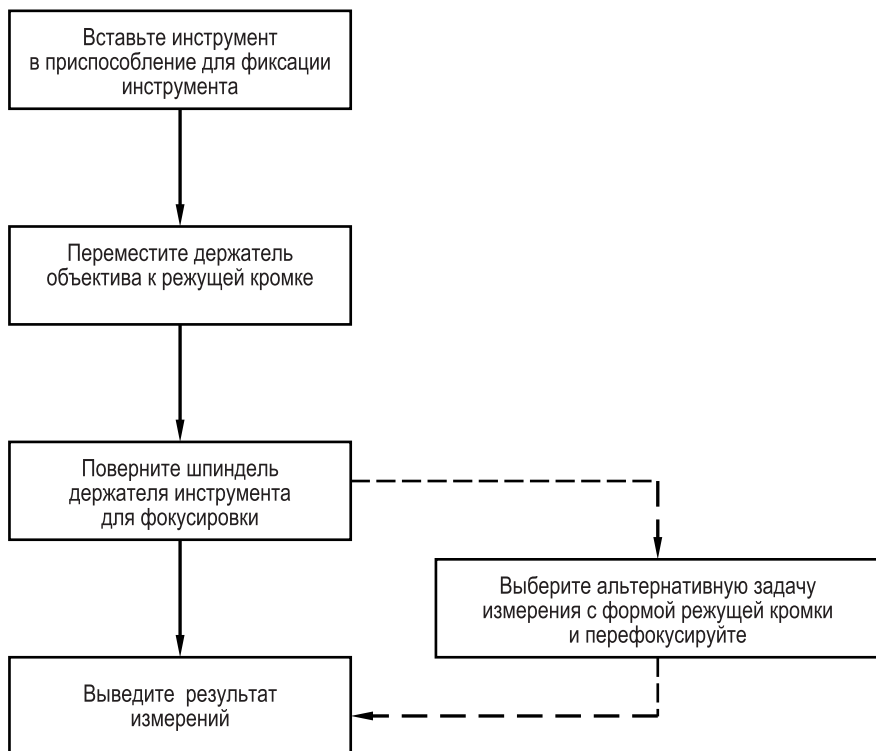 Вставьте инструмент
в приспособление для фиксации
инструмента
Переместите держатель
объектива к режущей кромке
Поверните шпиндель
держателя инструмента
для фокусировки
Выберите альтернативную задачу
измерения с формой режущей кромки
и перефокусируйте
Выведите результат
измерений